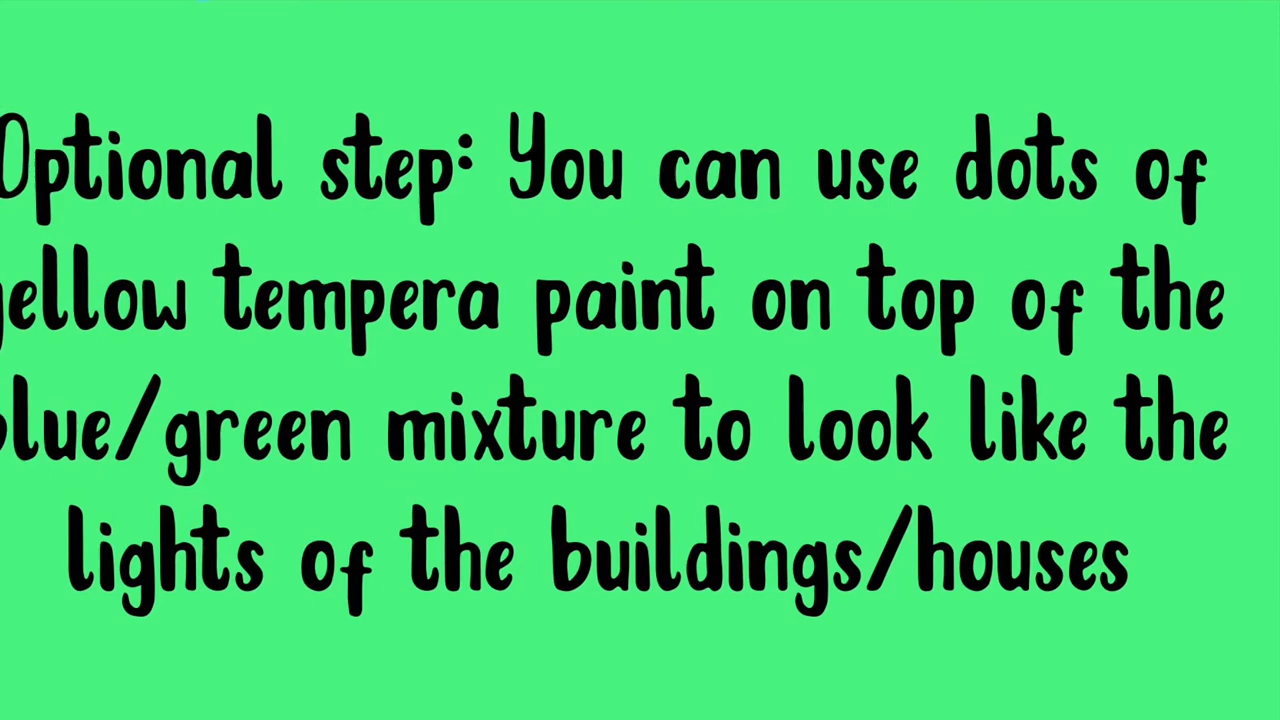 Optional step: You can use dots of
yellow tempera paint on top of the
blue/green mixture to look like the
lights of the buildings/houses